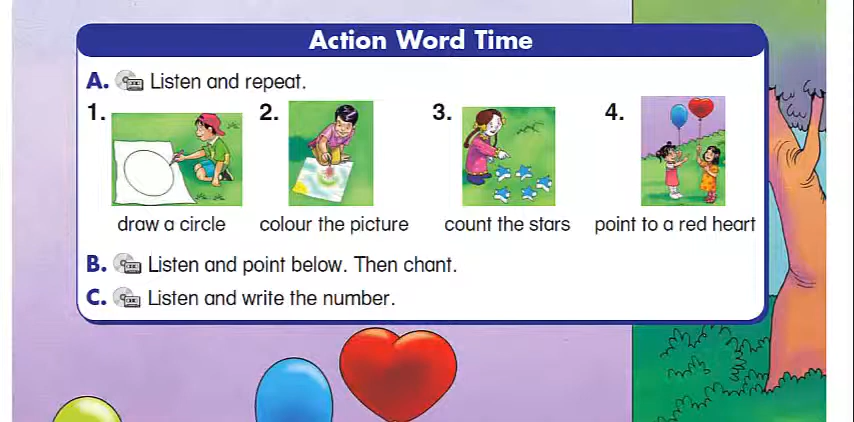 Action Word Time
A. Listen and repeat.
1. 2. 3. 4.
draw a circle colour the picture count the stars point to a red heart
B. Listen and point below. Then chant.
C. Listen and write the number.